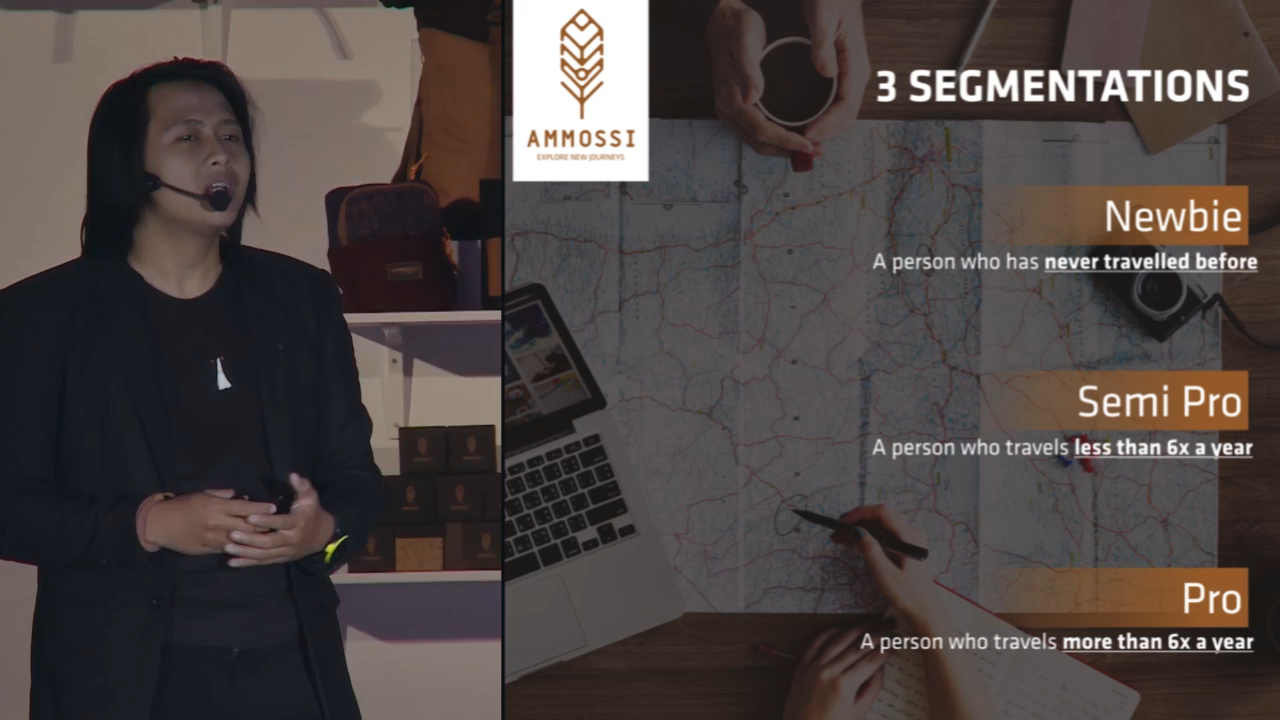 AMMOSSI
EXPLORE NEW JOURNEYS
3 SEGMENTATIONS
Newbie
A person who has never travelled before
Semi Pro
A person who travels less than 6x a year
Pro
A person who travels more than 6x a year